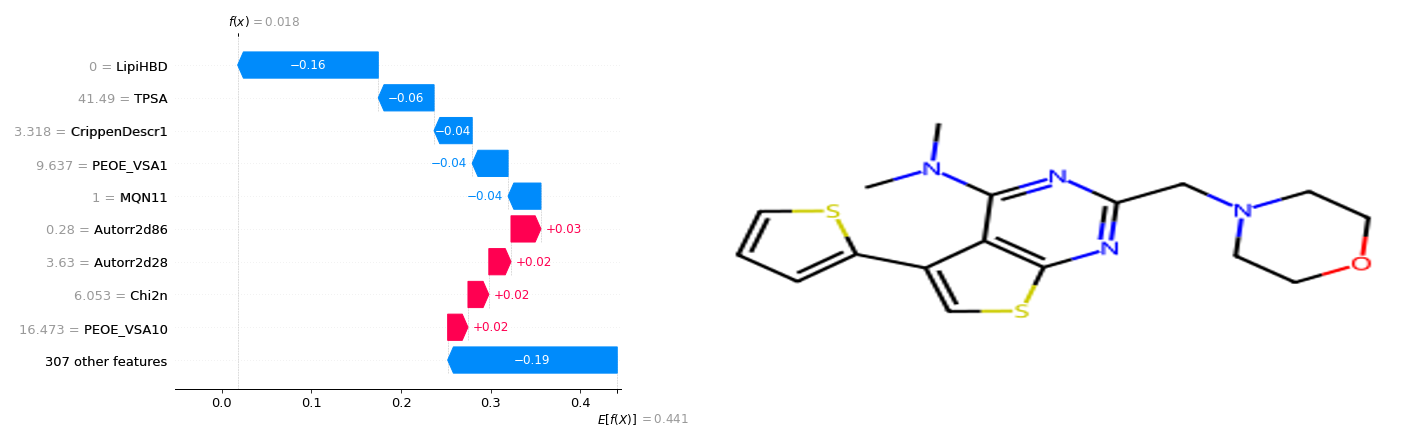 f(x) = 0.018
0 = LipiHBD
−0.16
41.49 = TPSA
−0.06
3.318 = CrippenDescr1
−0.04
9.637 = PEOE_VSA1
−0.04
1 = MQN11
−0.04
0.28 = Autorr2d86
+0.03
3.63 = Autorr2d28
+0.02
6.053 = Chi2n
+0.02
16.473 = PEOE_VSA10
+0.02
307 other features
−0.19
0.0 0.1 0.2 0.3 0.4
E[f(X)] = 0.441
N
N
S
N
N
O
S